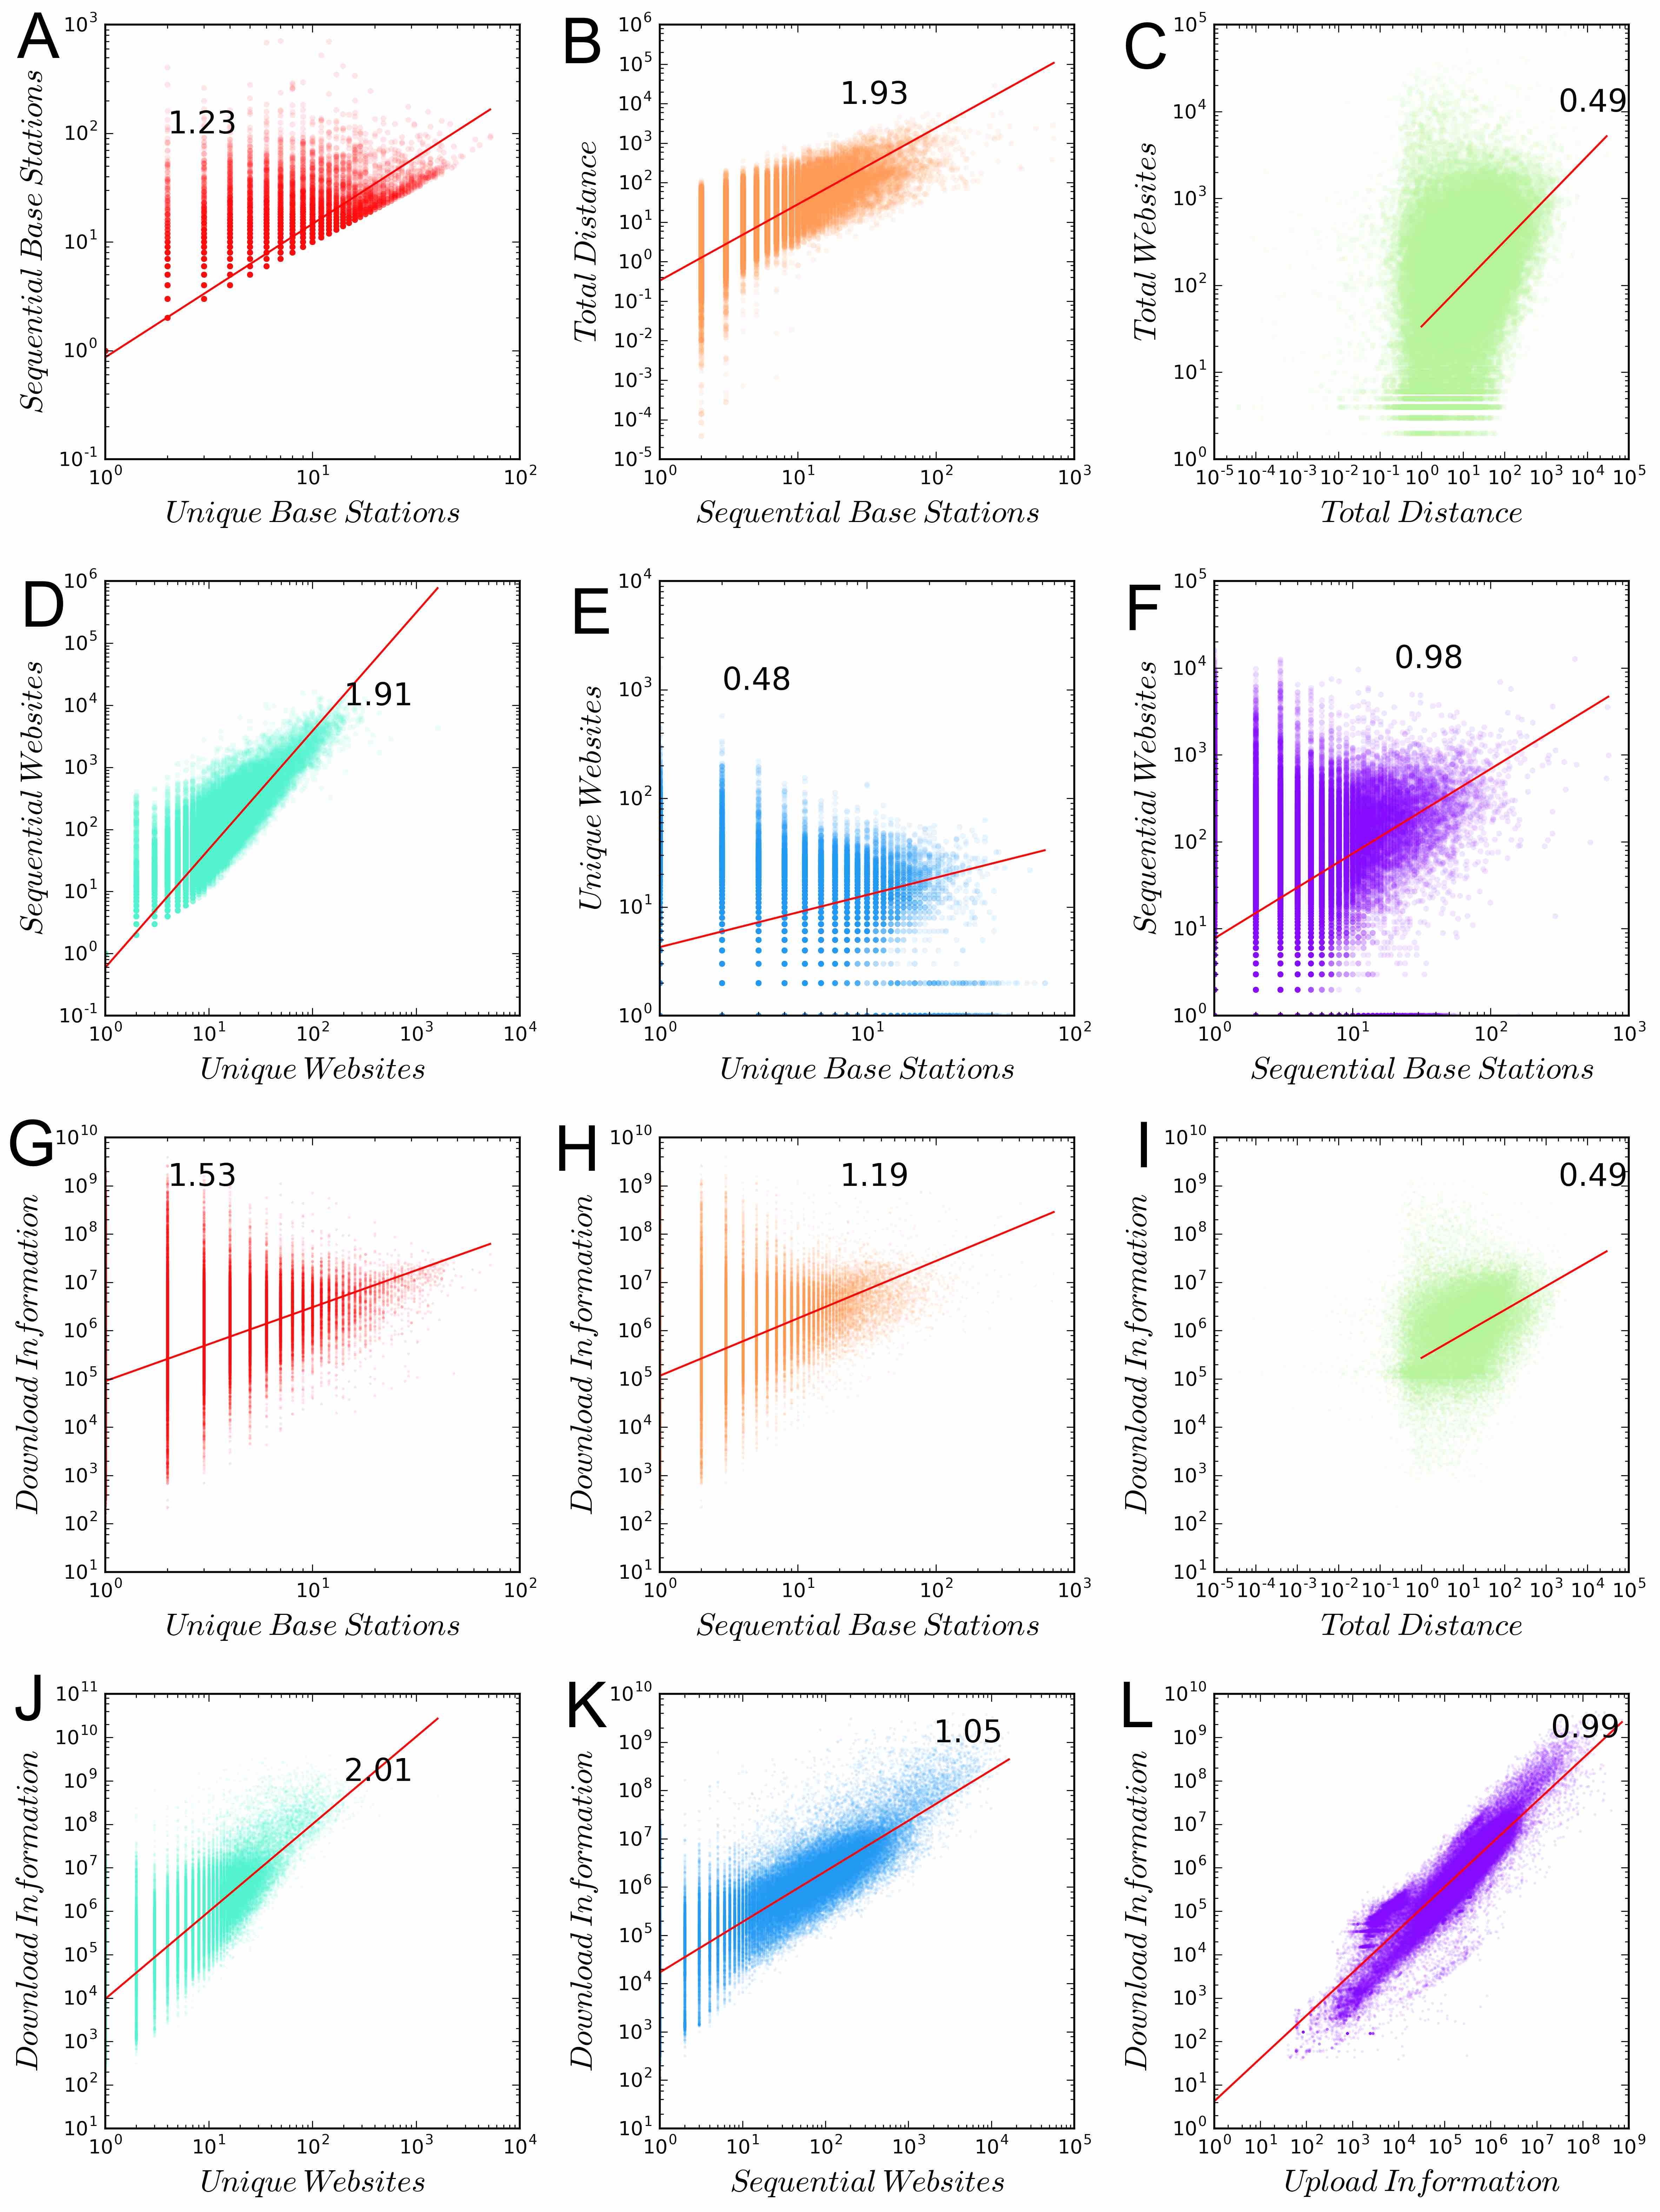 A
10^3
10^2
10^1
10^0
10^-1
Sequential Base Stations
1.23
10^0 10^1 10^2
Unique Base Stations
B
10^6
10^5
10^4
10^3
10^2
10^1
10^0
10^-1
10^-2
10^-3
10^-4
10^-5
Total Distance
1.93
10^0 10^1 10^2 10^3
Sequential Base Stations
C
10^5
10^4
10^3
10^2
10^1
10^0
Total Websites
0.49
10^-5 10^-4 10^-3 10^-2 10^-1 10^0 10^1 10^2 10^3 10^4 10^5
Total Distance
D
10^6
10^5
10^4
10^3
10^2
10^1
10^0
10^-1
Sequential Websites
1.91
10^0 10^1 10^2 10^3 10^4
Unique Websites
E
10^4
10^3
10^2
10^1
10^0
Unique Websites
0.48
10^0 10^1 10^2
Unique Base Stations
F
10^5
10^4
10^3
10^2
10^1
10^0
Sequential Websites
0.98
10^0 10^1 10^2 10^3
Sequential Base Stations
G
10^10
10^9
10^8
10^7
10^6
10^5
10^4
10^3
10^2
10^1
Download Information
1.53
10^0 10^1 10^2
Unique Base Stations
H
10^10
10^9
10^8
10^7
10^6
10^5
10^4
10^3
10^2
10^1
Download Information
1.19
10^0 10^1 10^2 10^3
Sequential Base Stations
I
10^10
10^9
10^8
10^7
10^6
10^5
10^4
10^3
10^2
10^1
Download Information
0.49
10^-5 10^-4 10^-3 10^-2 10^-1 10^0 10^1 10^2 10^3 10^4 10^5
Total Distance
J
10^11
10^10
10^9
10^8
10^7
10^6
10^5
10^4
10^3
10^2
10^1
Download Information
2.01
10^0 10^1 10^2 10^3 10^4
Unique Websites
K
10^10
10^9
10^8
10^7
10^6
10^5
10^4
10^3
10^2
10^1
Download Information
1.05
10^0 10^1 10^2 10^3 10^4 10^5
Sequential Websites
L
10^10
10^9
10^8
10^7
10^6
10^5
10^4
10^3
10^2
10^1
10^0
Download Information
0.99
10^0 10^1 10^2 10^3 10^4 10^5 10^6 10^7 10^8 10^9
Upload Information